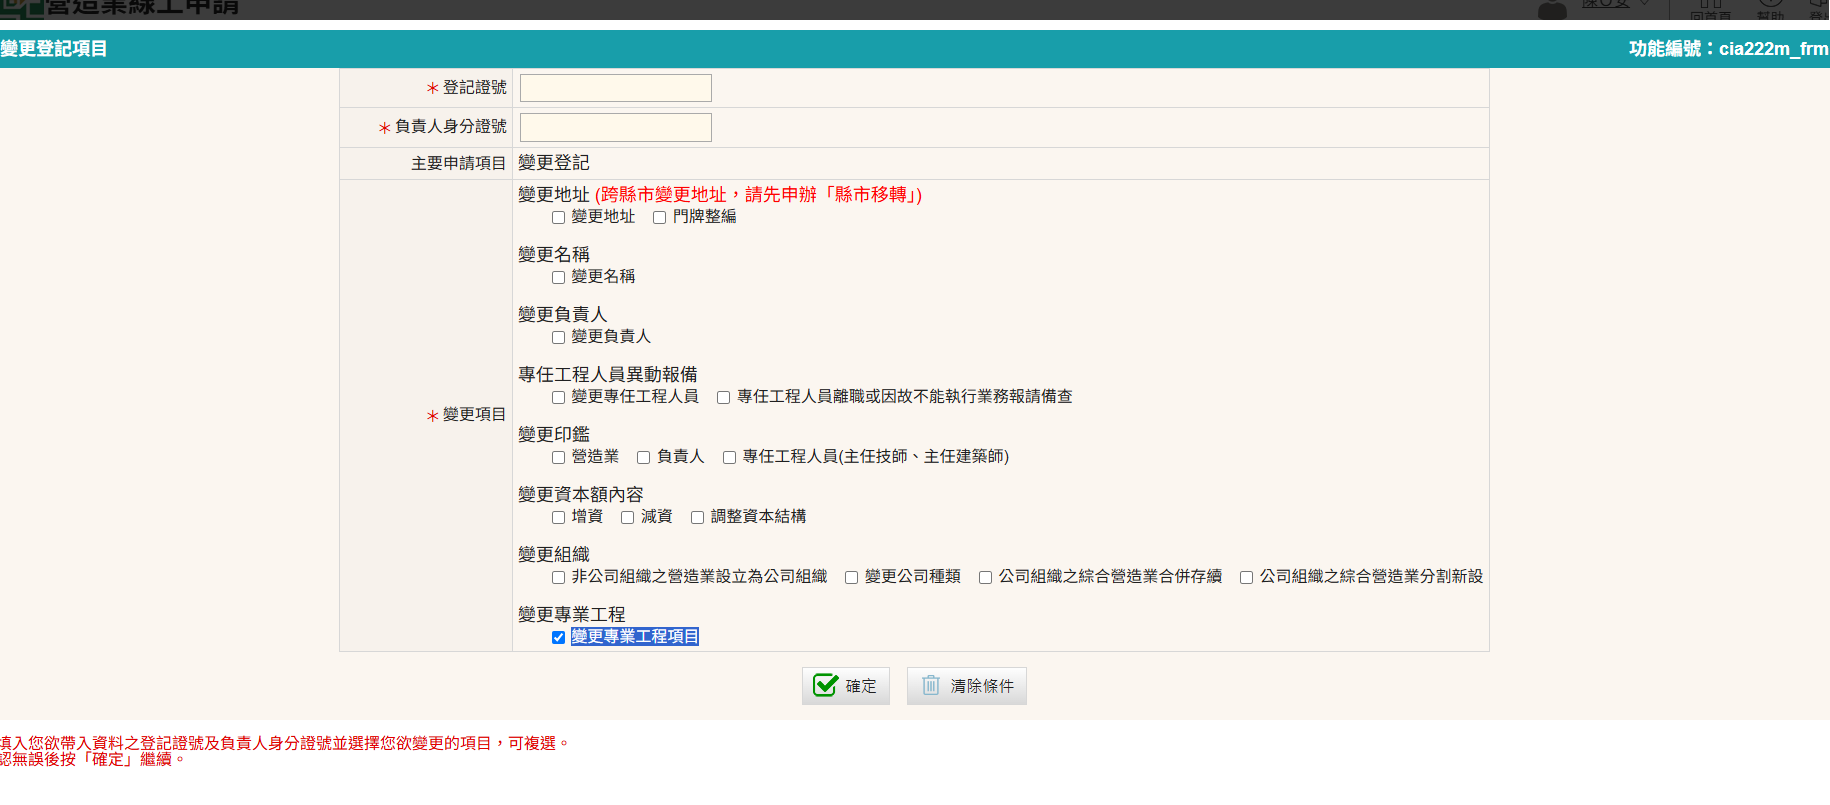 營造業線上申請
陳O安
回首頁 幫助
變更登記項目 功能編號：cia222m_frm
＊登記證號
＊負責人身分證號
主要申請項目 變更登記
＊變更項目
變更地址 (跨縣市變更地址，請先申辦「縣市移轉」)
變更地址 門牌整編
變更名稱
變更名稱
變更負責人
變更負責人
專任工程人員異動報備
變更專任工程人員 專任工程人員離職或因故不能執行業務報請備查
變更印鑑
營造業 負責人 專任工程人員(主任技師、主任建築師)
變更資本額內容
增資 減資 調整資本結構
變更組織
非公司組織之營造業設立為公司組織 變更公司種類 公司組織之綜合營造業合併存續 公司組織之綜合營造業分割新設
變更專業工程
變更專業工程項目
確定 清除條件
填入您欲帶入資料之登記證號及負責人身分證號並選擇您欲變更的項目，可複選。
認無誤後按「確定」繼續。